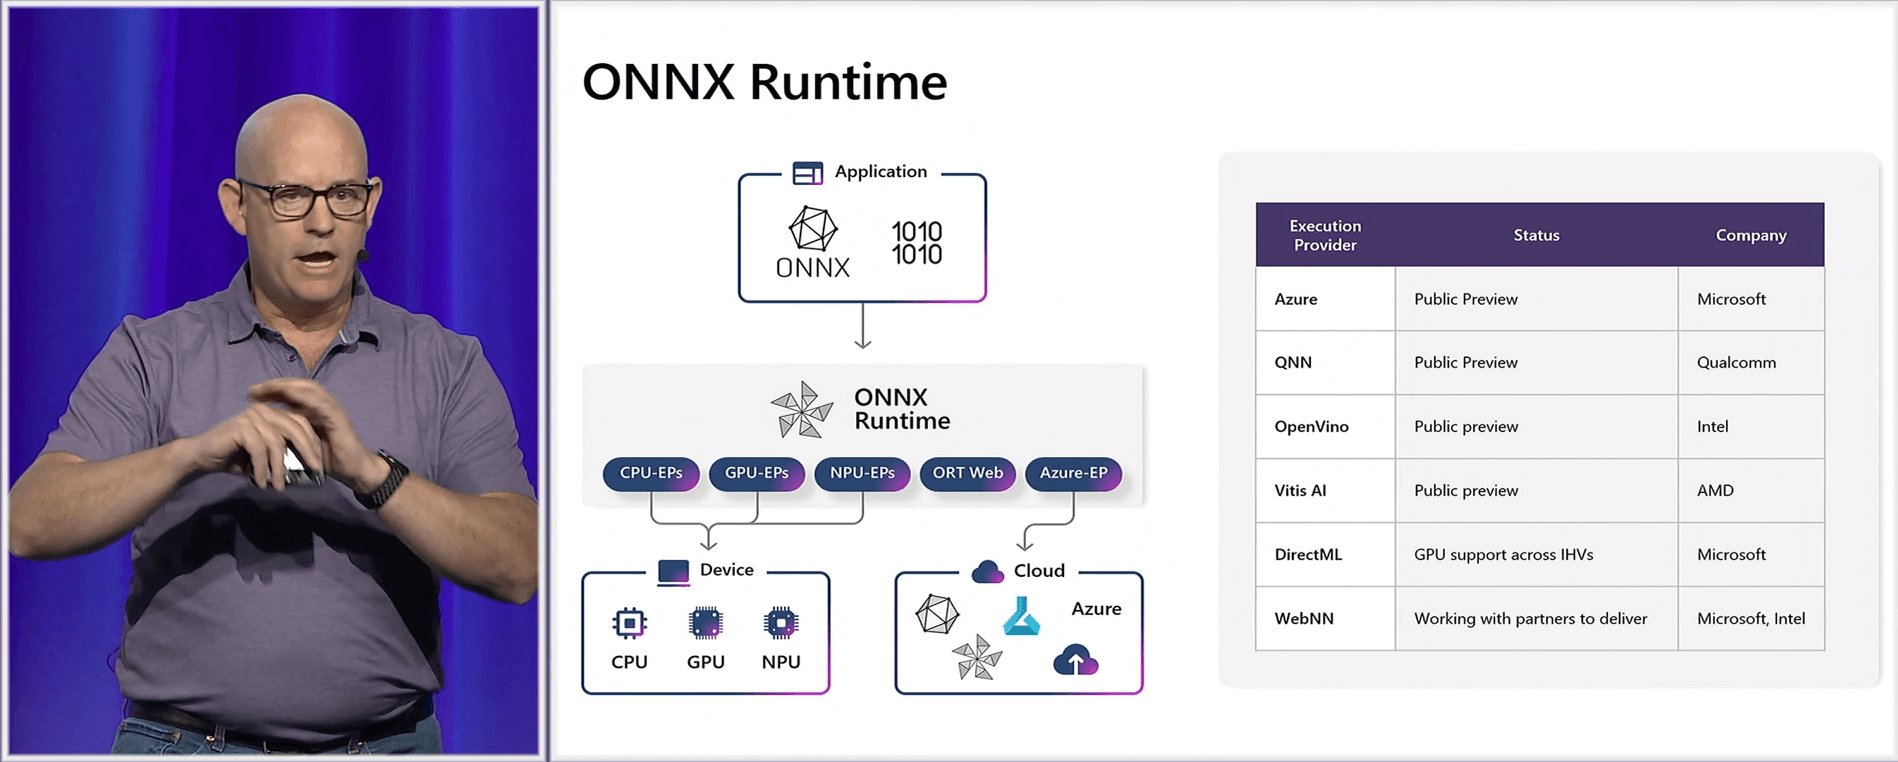 ONNX Runtime
Application
ONNX
1010
1010
ONNX
Runtime
CPU-EPs
GPU-EPs
NPU-EPs
ORT Web
Azure-EP
Device
CPU
GPU
NPU
Cloud
Azure
Execution
Provider
Status
Company
Azure
Public Preview
Microsoft
QNN
Public Preview
Qualcomm
OpenVino
Public preview
Intel
Vitis AI
Public preview
AMD
DirectML
GPU support across IHVs
Microsoft
WebNN
Working with partners to deliver
Microsoft, Intel